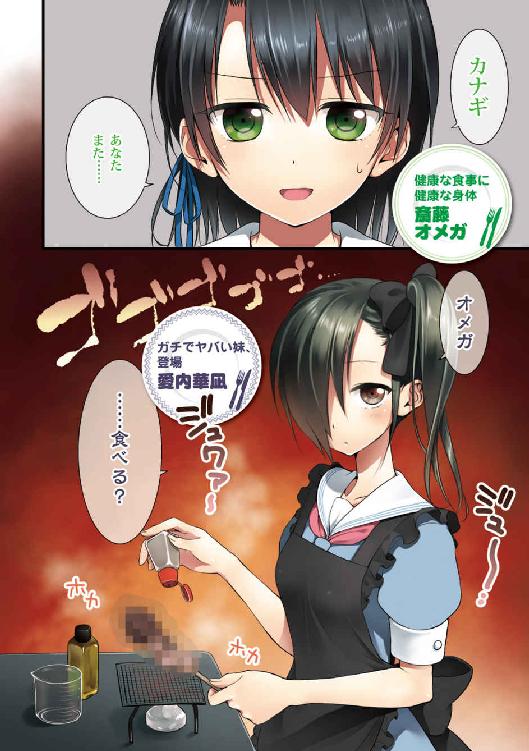 カナギ
あなた
また……
健康な食事に
健康な身体
斎藤
オメガ
ゴゴゴゴゴ…
オメガ
ガチでヤバい妹、
登場
愛内華凪
……食べる?
ジュワァ〜
ジュー〜
ホカ
ホカ